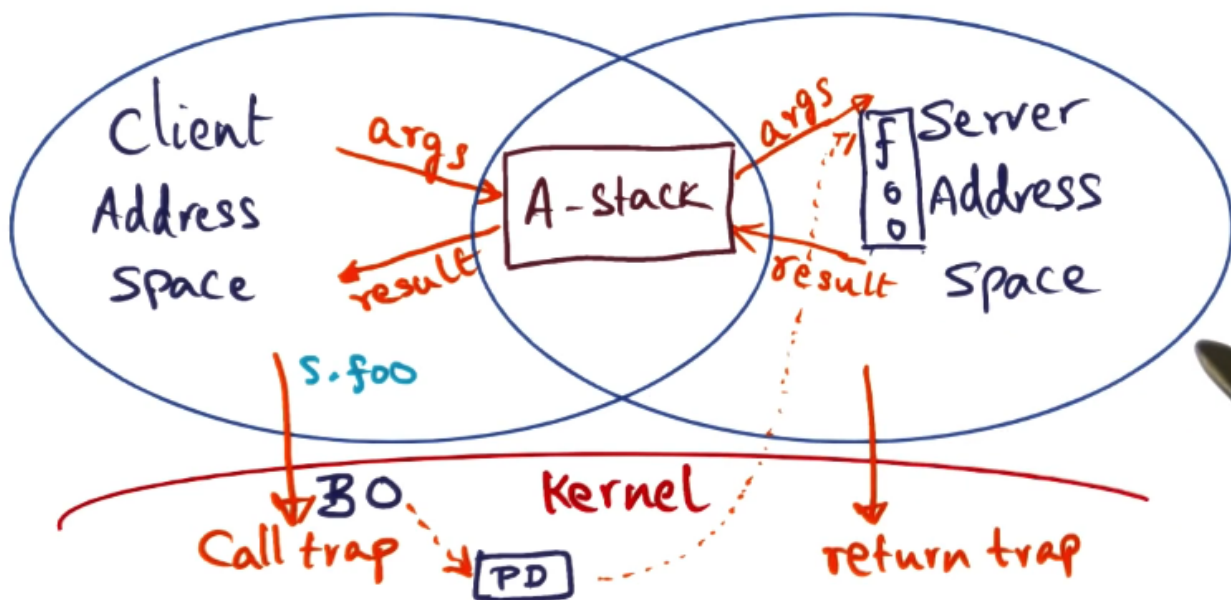 Client
Address
Space
args
result
A-stack
args
result
foo
Server
Address
Space
s.foo
BO
Kernel
Call trap
PD
return trap